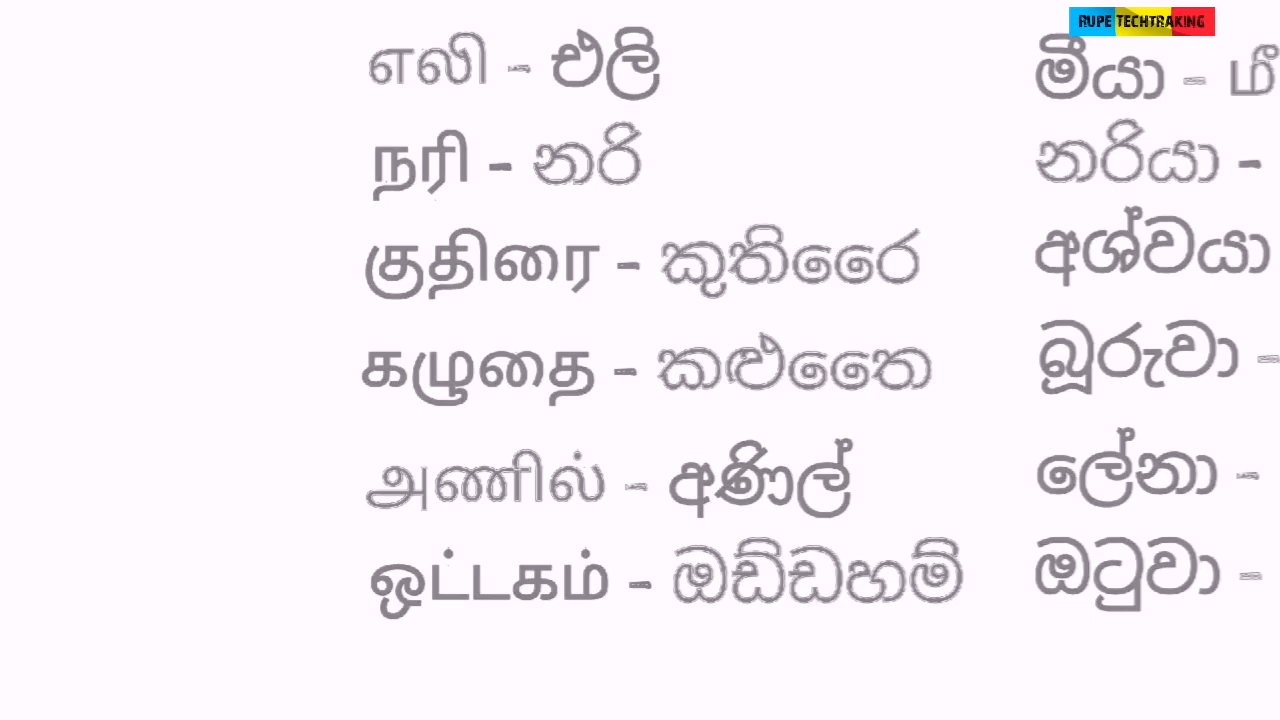 RUPE TECHTRAKING
எலி - එලි මීයා - மீ
நரி - නරි නරියා -
குதிரை - කුතිරෛ අශ්වයා
கழுதை - කළුතෛ බූරුවා -
அணில் - අණිල් ලේනා -
ஒட்டகம் - ඔඩ්ඩහම් ඔටුවා -